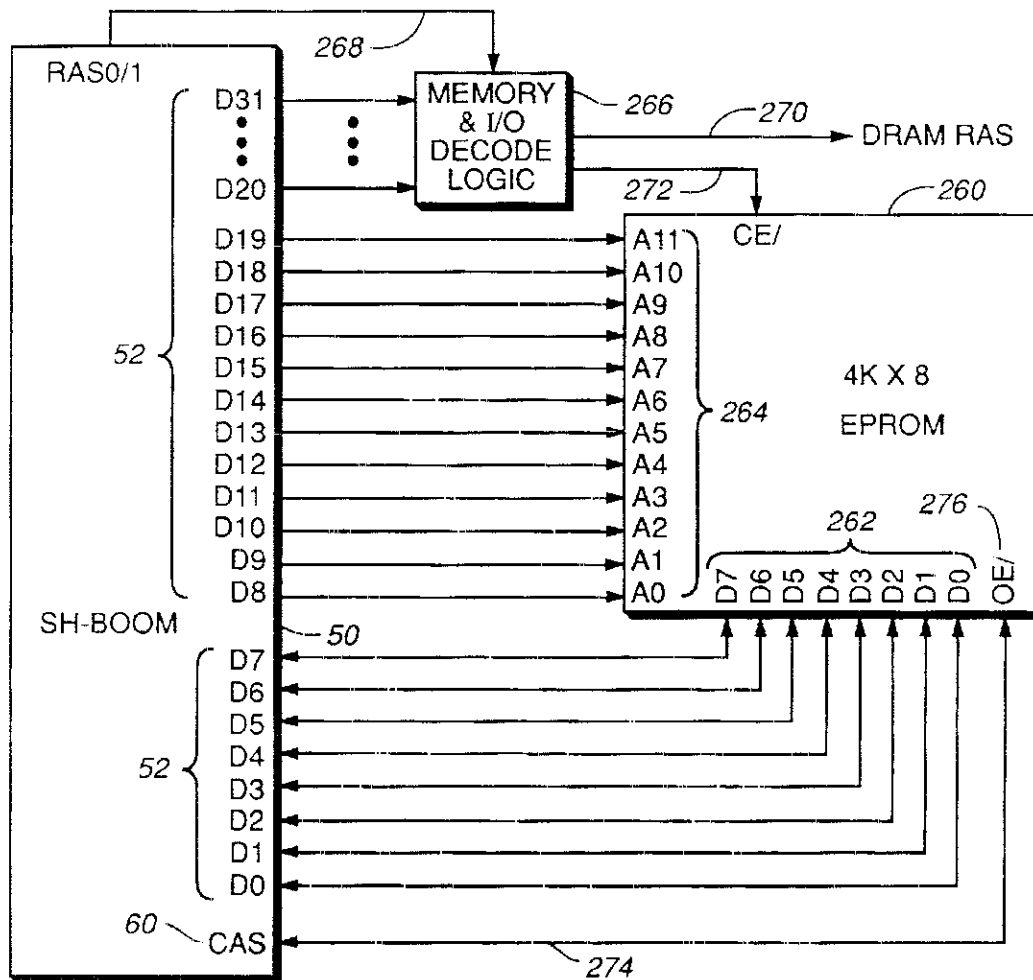 268
RAS0/1
D31
D20
MEMORY
& I/O
DECODE
LOGIC
266
270
DRAM RAS
272
260
CE/
D19
D18
D17
D16
D15
D14
D13
D12
D11
D10
D9
D8
52
A11
A10
A9
A8
A7
A6
A5
A4
A3
A2
A1
A0
264
4K X 8
EPROM
262
276
D7
D6
D5
D4
D3
D2
D1
D0
OE/
SH-BOOM
50
D7
D6
D5
D4
D3
D2
D1
D0
52
60
CAS
274